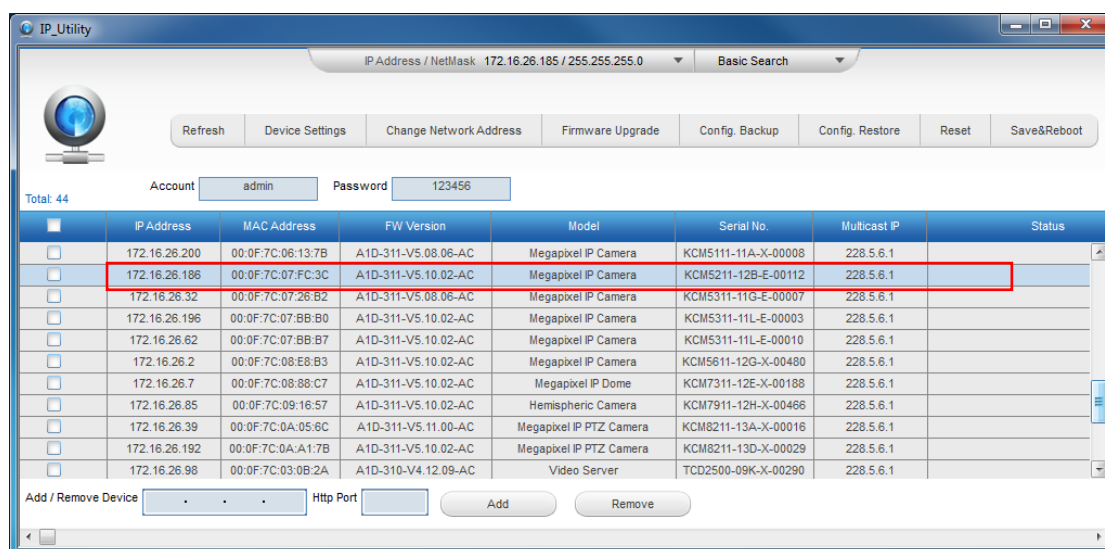 IP_Utility
IP Address / NetMask 172.16.26.185 / 255.255.255.0 Basic Search
Refresh Device Settings Change Network Address Firmware Upgrade Config. Backup Config. Restore Reset Save&Reboot
Account admin Password 123456
Total: 44
IP Address MAC Address FW Version Model Serial No. Multicast IP Status
172.16.26.200 00:0F:7C:06:13:7B A1D-311-V5.08.06-AC Megapixel IP Camera KCM5111-11A-X-00008 228.5.6.1
172.16.26.186 00:0F:7C:07:FC:3C A1D-311-V5.10.02-AC Megapixel IP Camera KCM5211-12B-E-00112 228.5.6.1
172.16.26.32 00:0F:7C:07:26:B2 A1D-311-V5.08.06-AC Megapixel IP Camera KCM5311-11G-E-00007 228.5.6.1
172.16.26.196 00:0F:7C:07:BB:B0 A1D-311-V5.10.02-AC Megapixel IP Camera KCM5311-11L-E-00003 228.5.6.1
172.16.26.62 00:0F:7C:07:BB:B7 A1D-311-V5.10.02-AC Megapixel IP Camera KCM5311-11L-E-00010 228.5.6.1
172.16.26.2 00:0F:7C:08:E8:B3 A1D-311-V5.10.02-AC Megapixel IP Camera KCM5611-12G-X-00480 228.5.6.1
172.16.26.7 00:0F:7C:08:88:C7 A1D-311-V5.10.02-AC Megapixel IP Dome KCM7311-12E-X-00188 228.5.6.1
172.16.26.85 00:0F:7C:09:16:57 A1D-311-V5.10.02-AC Hemispheric Camera KCM7911-12H-X-00466 228.5.6.1
172.16.26.39 00:0F:7C:0A:05:6C A1D-311-V5.11.00-AC Megapixel IP PTZ Camera KCM8211-13A-X-00016 228.5.6.1
172.16.26.192 00:0F:7C:0A:A1:7B A1D-311-V5.10.02-AC Megapixel IP PTZ Camera KCM8211-13D-X-00029 228.5.6.1
172.16.26.98 00:0F:7C:03:0B:2A A1D-310-V4.12.09-AC Video Server TCD2500-09K-X-00290 228.5.6.1
Add / Remove Device . . . Http Port Add Remove